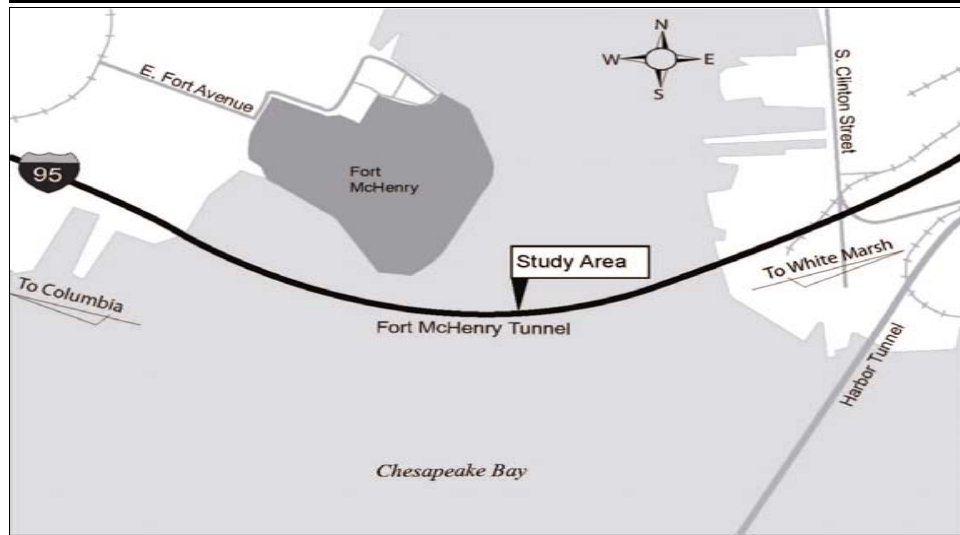 N
W E
S
E. Fort Avenue
S. Clinton Street
95
Fort
McHenry
Study Area
To White Marsh
To Columbia
Fort McHenry Tunnel
Harbor Tunnel
Chesapeake Bay